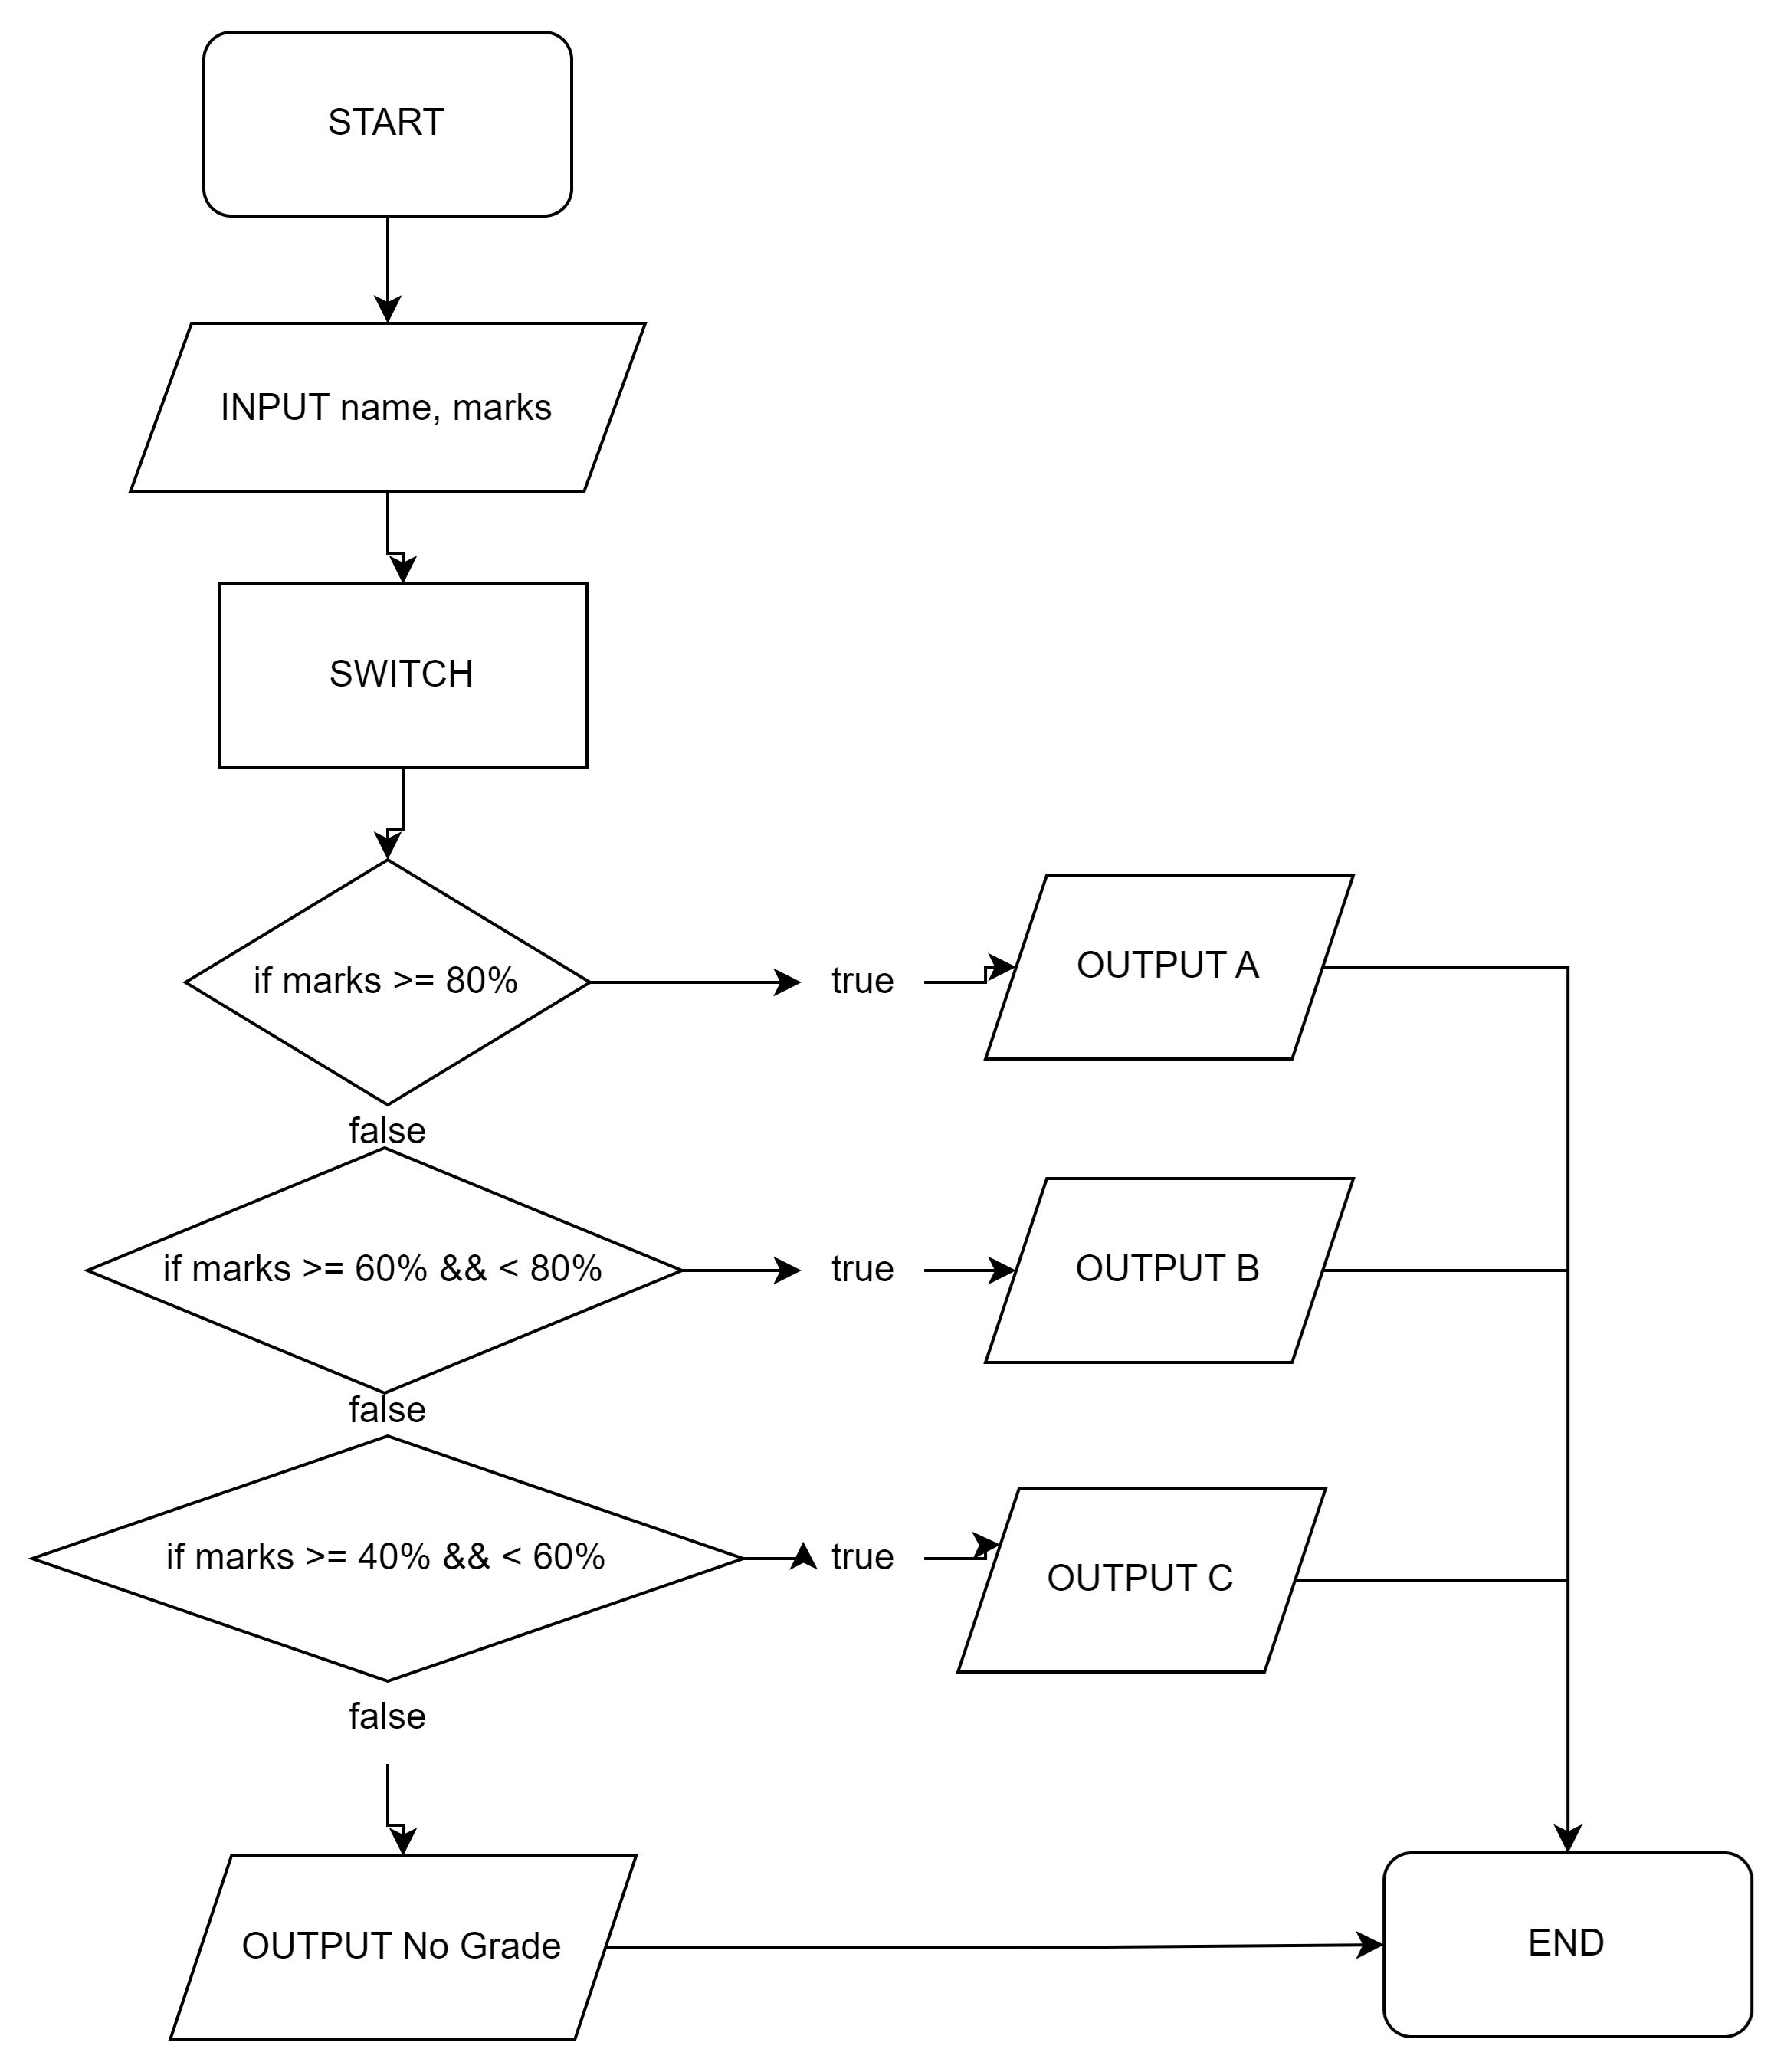 START
INPUT name, marks
SWITCH
if marks >= 80%
true
OUTPUT A
false
if marks >= 60% && < 80%
true
OUTPUT B
false
if marks >= 40% && < 60%
true
OUTPUT C
false
OUTPUT No Grade
END